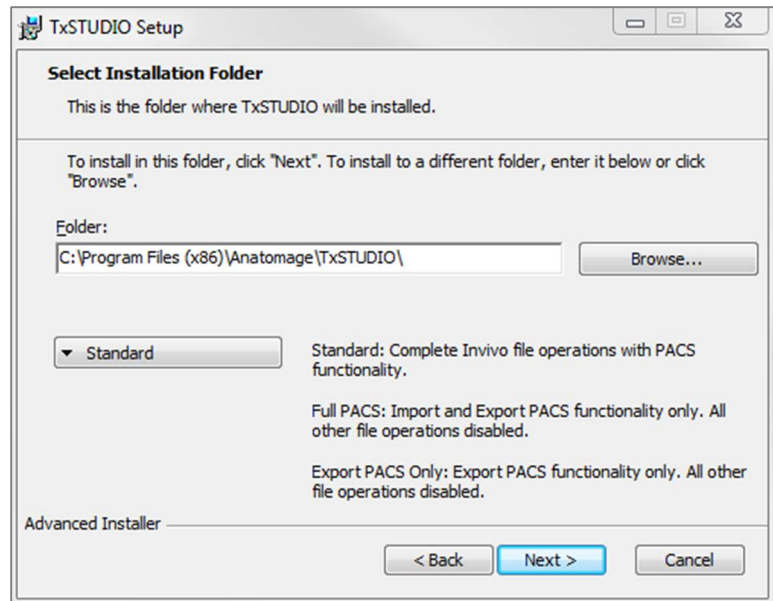 TxSTUDIO Setup
Select Installation Folder
This is the folder where TxSTUDIO will be installed.
To install in this folder, click "Next". To install to a different folder, enter it below or click
"Browse".
Folder:
C:\Program Files (x86)\Anatomage\TxSTUDIO\
Browse...
Standard
Standard: Complete Invivo file operations with PACS
functionality.
Full PACS: Import and Export PACS functionality only. All
other file operations disabled.
Export PACS Only: Export PACS functionality only. All other
file operations disabled.
Advanced Installer
< Back
Next >
Cancel